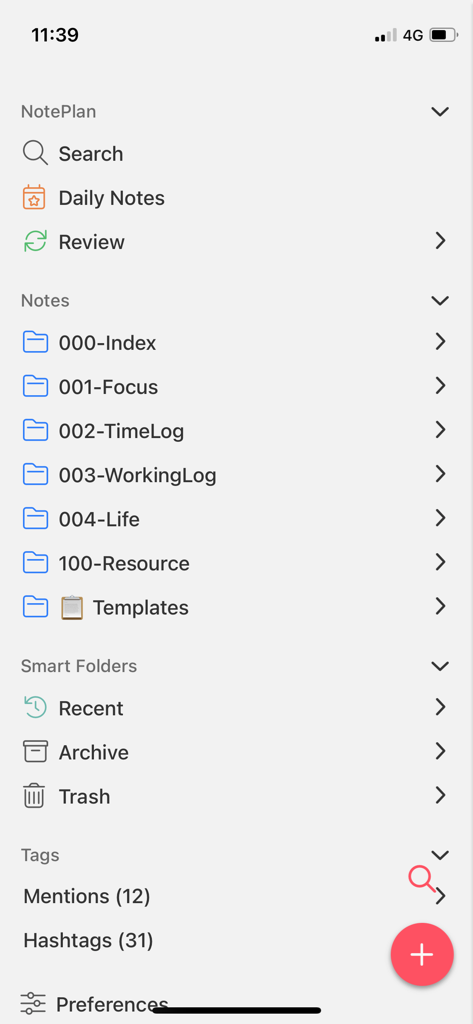 11:39
4G
NotePlan
Search
Daily Notes
Review
Notes
000-Index
001-Focus
002-TimeLog
003-WorkingLog
004-Life
100-Resource
📋 Templates
Smart Folders
Recent
Archive
Trash
Tags
Mentions (12)
Hashtags (31)
Preferences